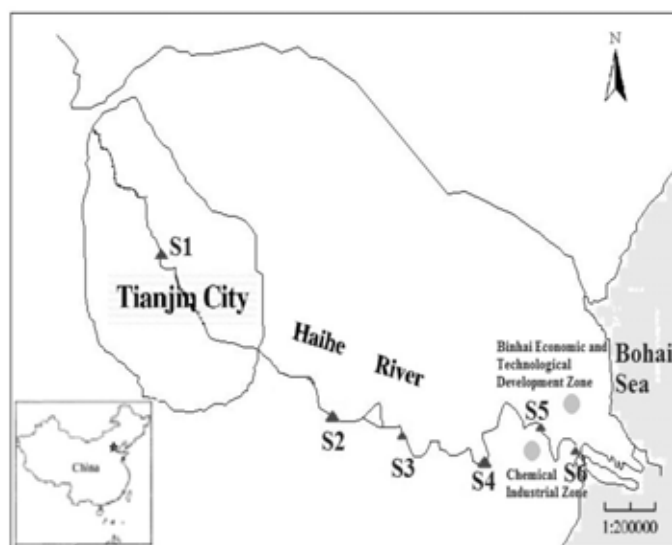 N
S1
Tianjin City
Haihe River
Binhai Economic and
Technological
Development Zone
Bohai
Sea
S2
S3
S4
S5
S6
Chemical
Industrial Zone
China
1:200000